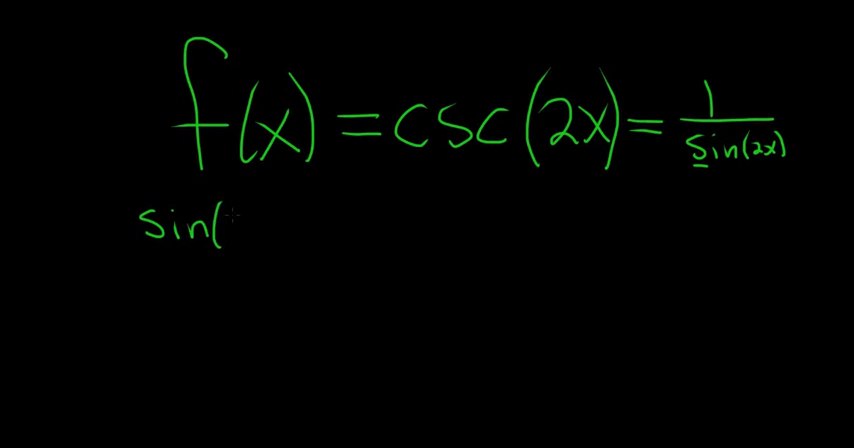 f(x) = csc(2x) = 1/sin(2x)
sin(